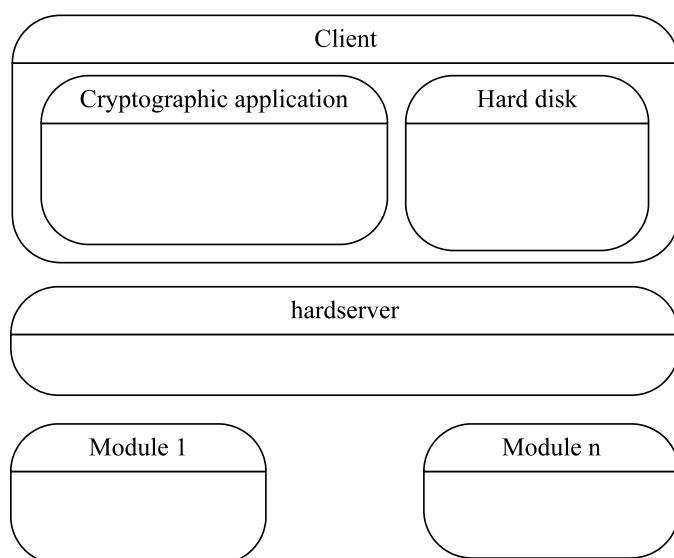 Client
Cryptographic application
Hard disk
hardserver
Module 1
Module n